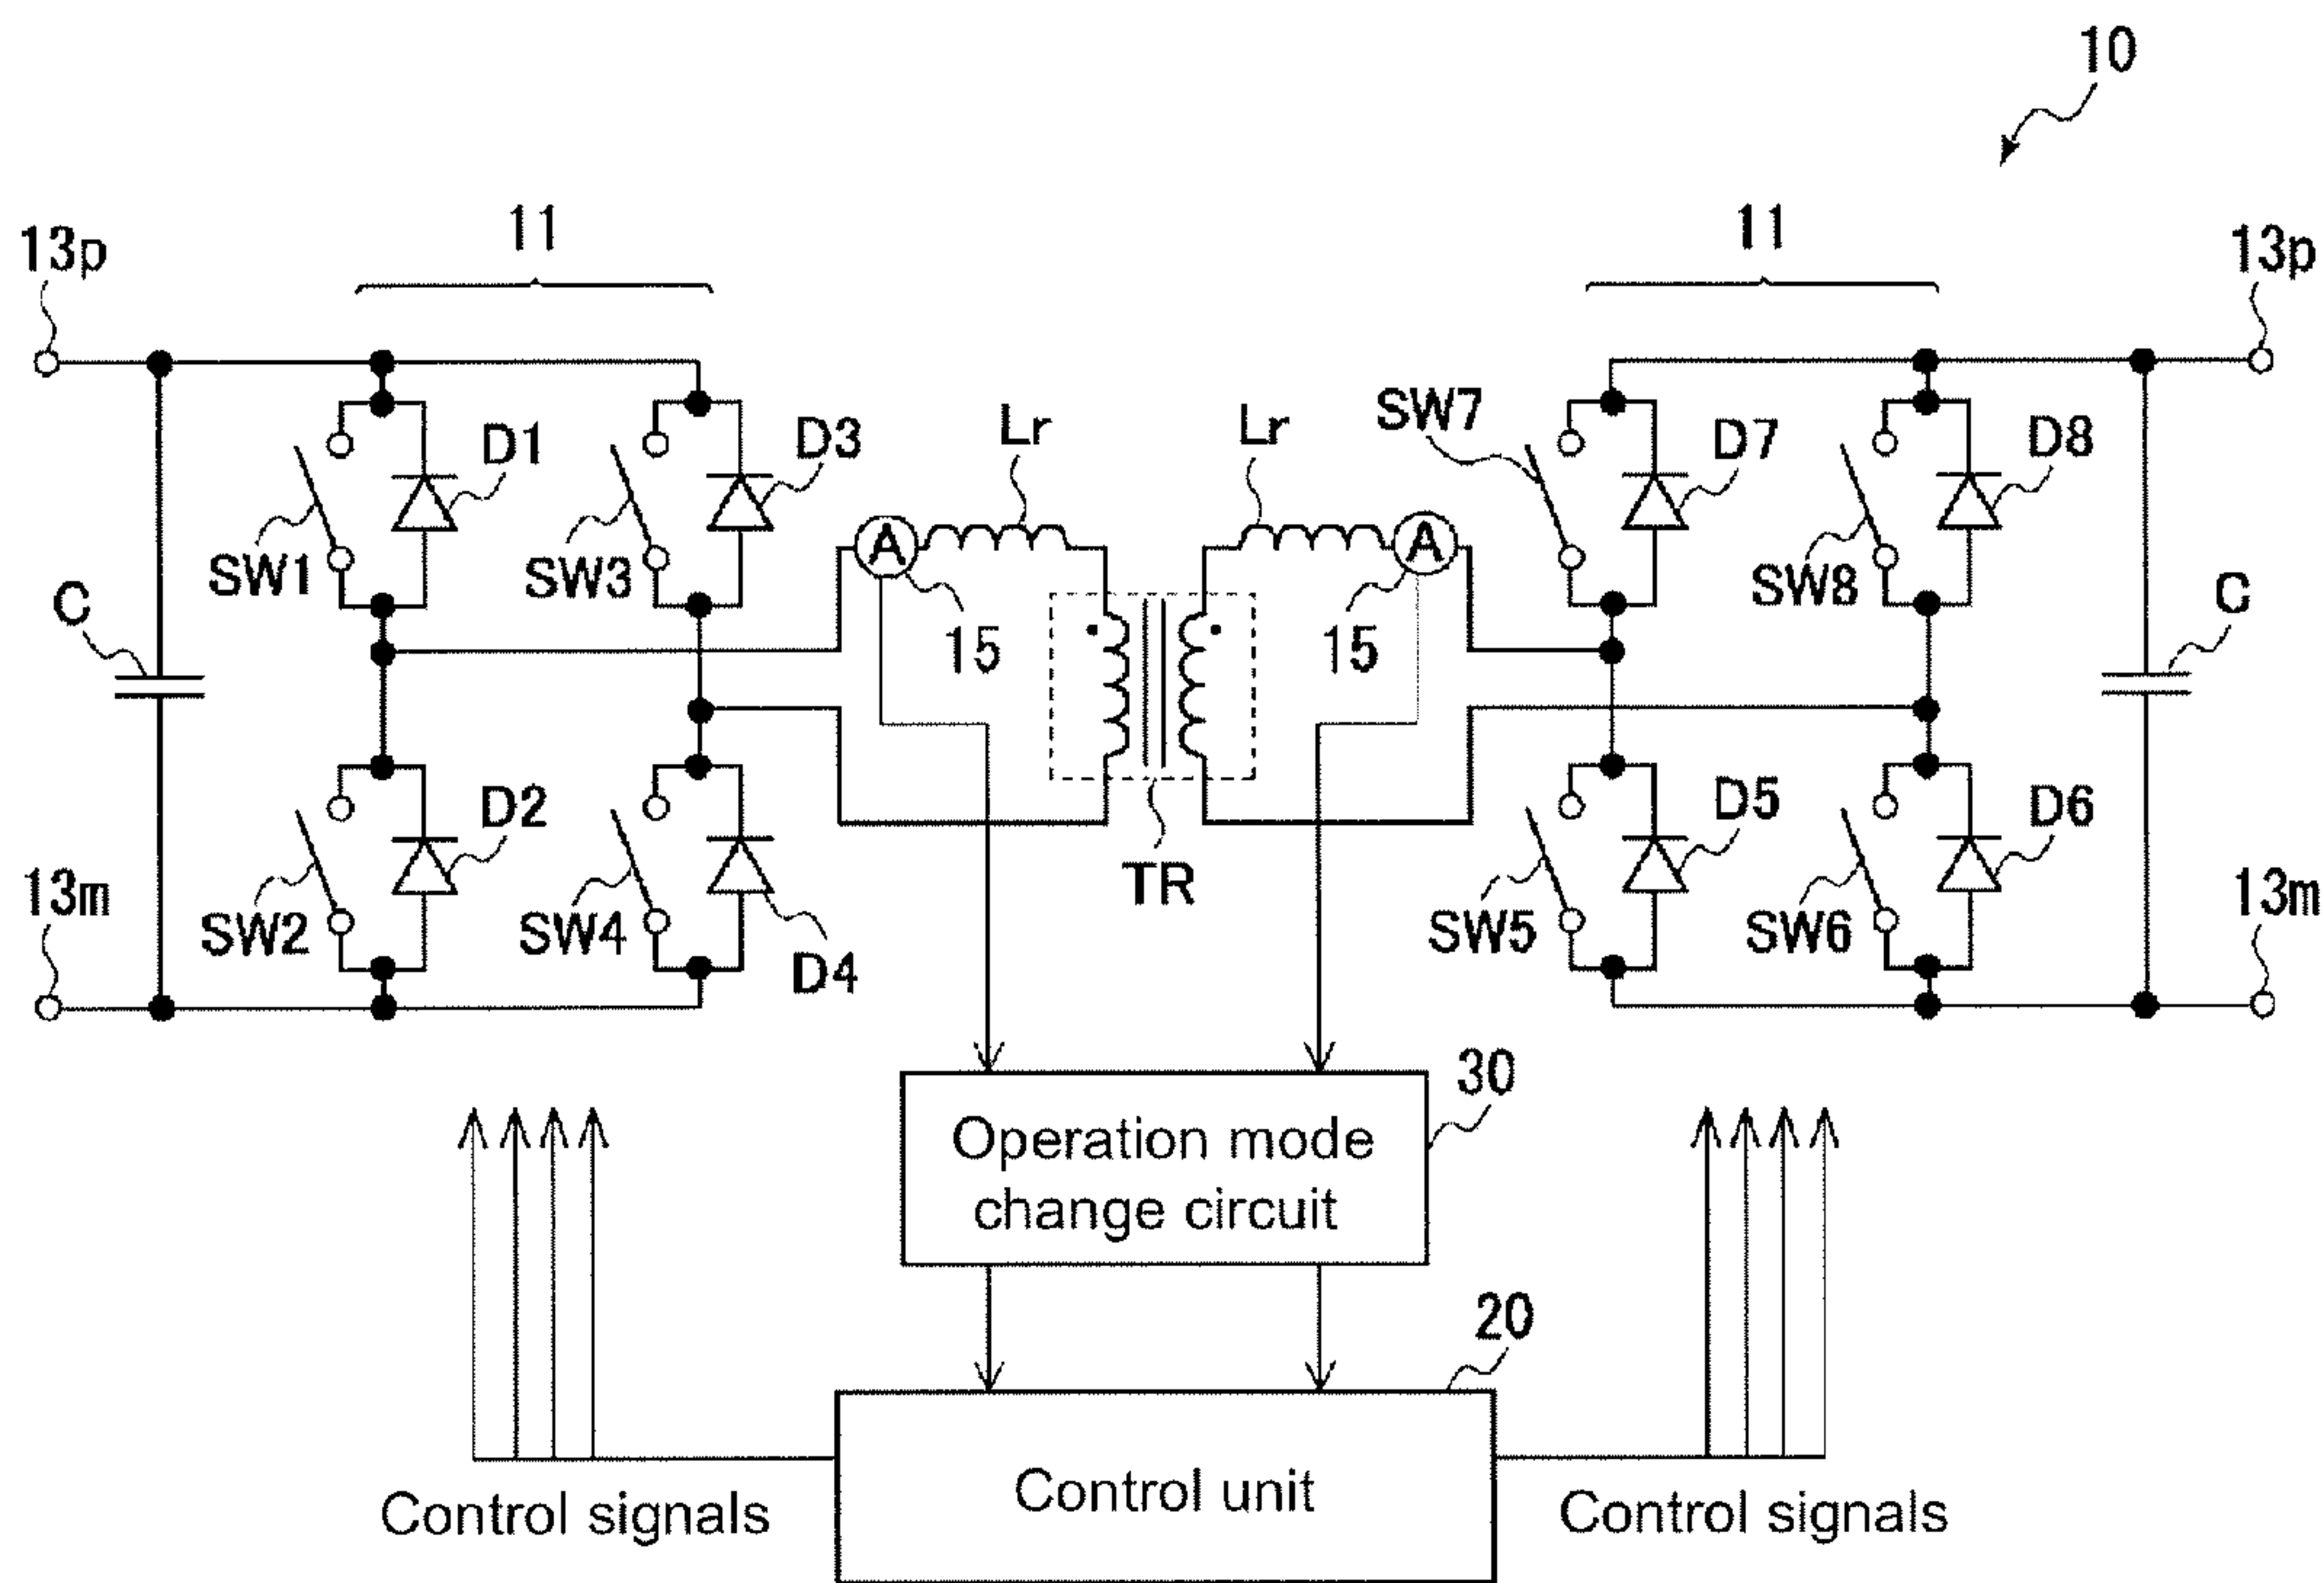 10
11
11
13p
13p
D1
D3
Lr
Lr
SW7
D7
D8
SW1
SW3
A
A
SW8
C
15
15
C
D2
D5
D6
13m
SW2
SW4
TR
SW5
SW6
13m
D4
30
Operation mode
change circuit
20
Control signals
Control unit
Control signals